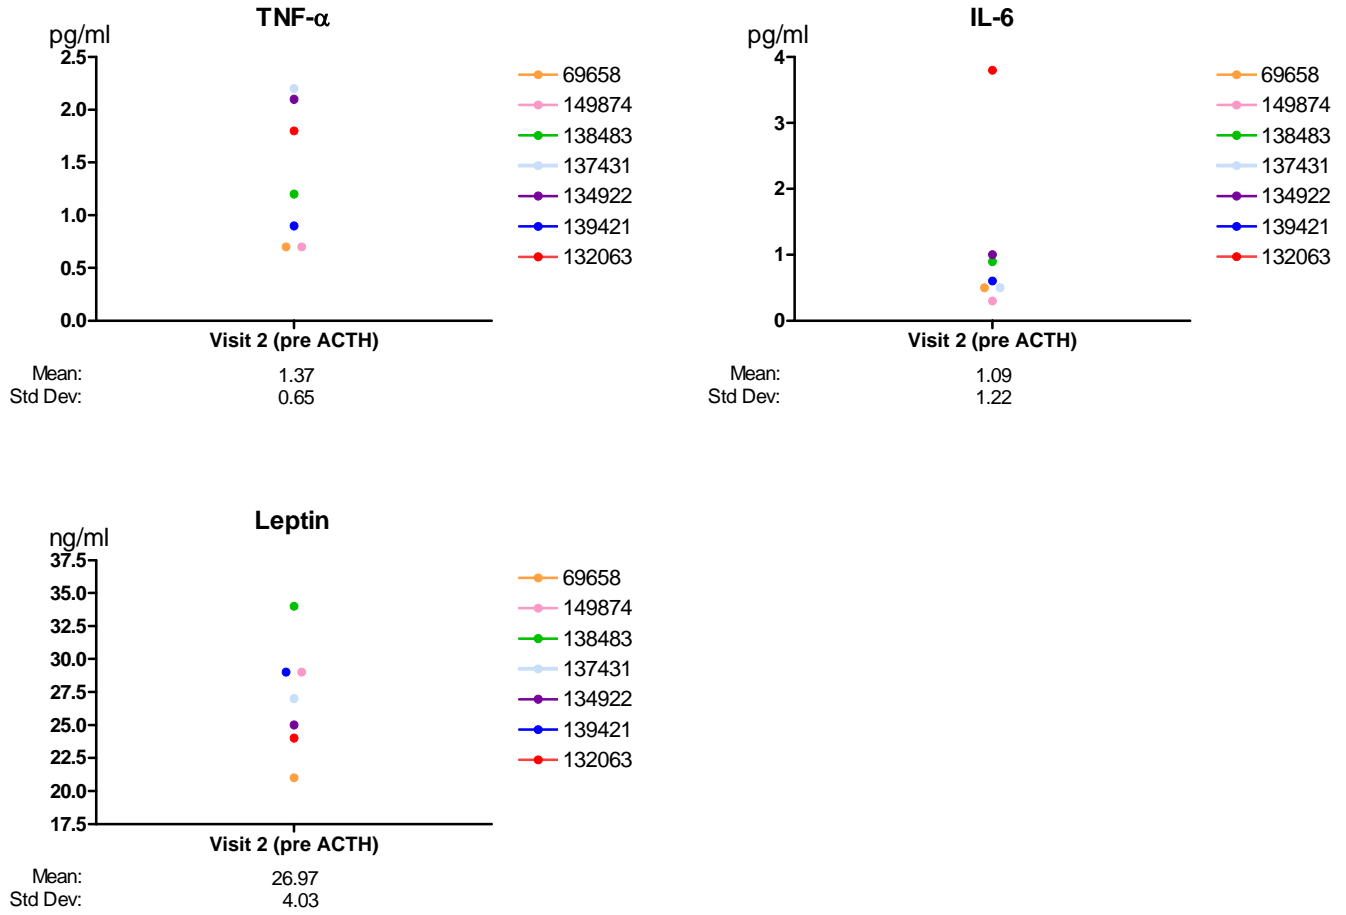 TNF-α
pg/ml
2.5
2.0
1.5
1.0
0.5
0.0
Visit 2 (pre ACTH)
Mean: 1.37
Std Dev: 0.65
69658
149874
138483
137431
134922
139421
132063
IL-6
pg/ml
4
3
2
1
0
Visit 2 (pre ACTH)
Mean: 1.09
Std Dev: 1.22
69658
149874
138483
137431
134922
139421
132063
Leptin
ng/ml
37.5
35.0
32.5
30.0
27.5
25.0
22.5
20.0
17.5
Visit 2 (pre ACTH)
Mean: 26.97
Std Dev: 4.03
69658
149874
138483
137431
134922
139421
132063